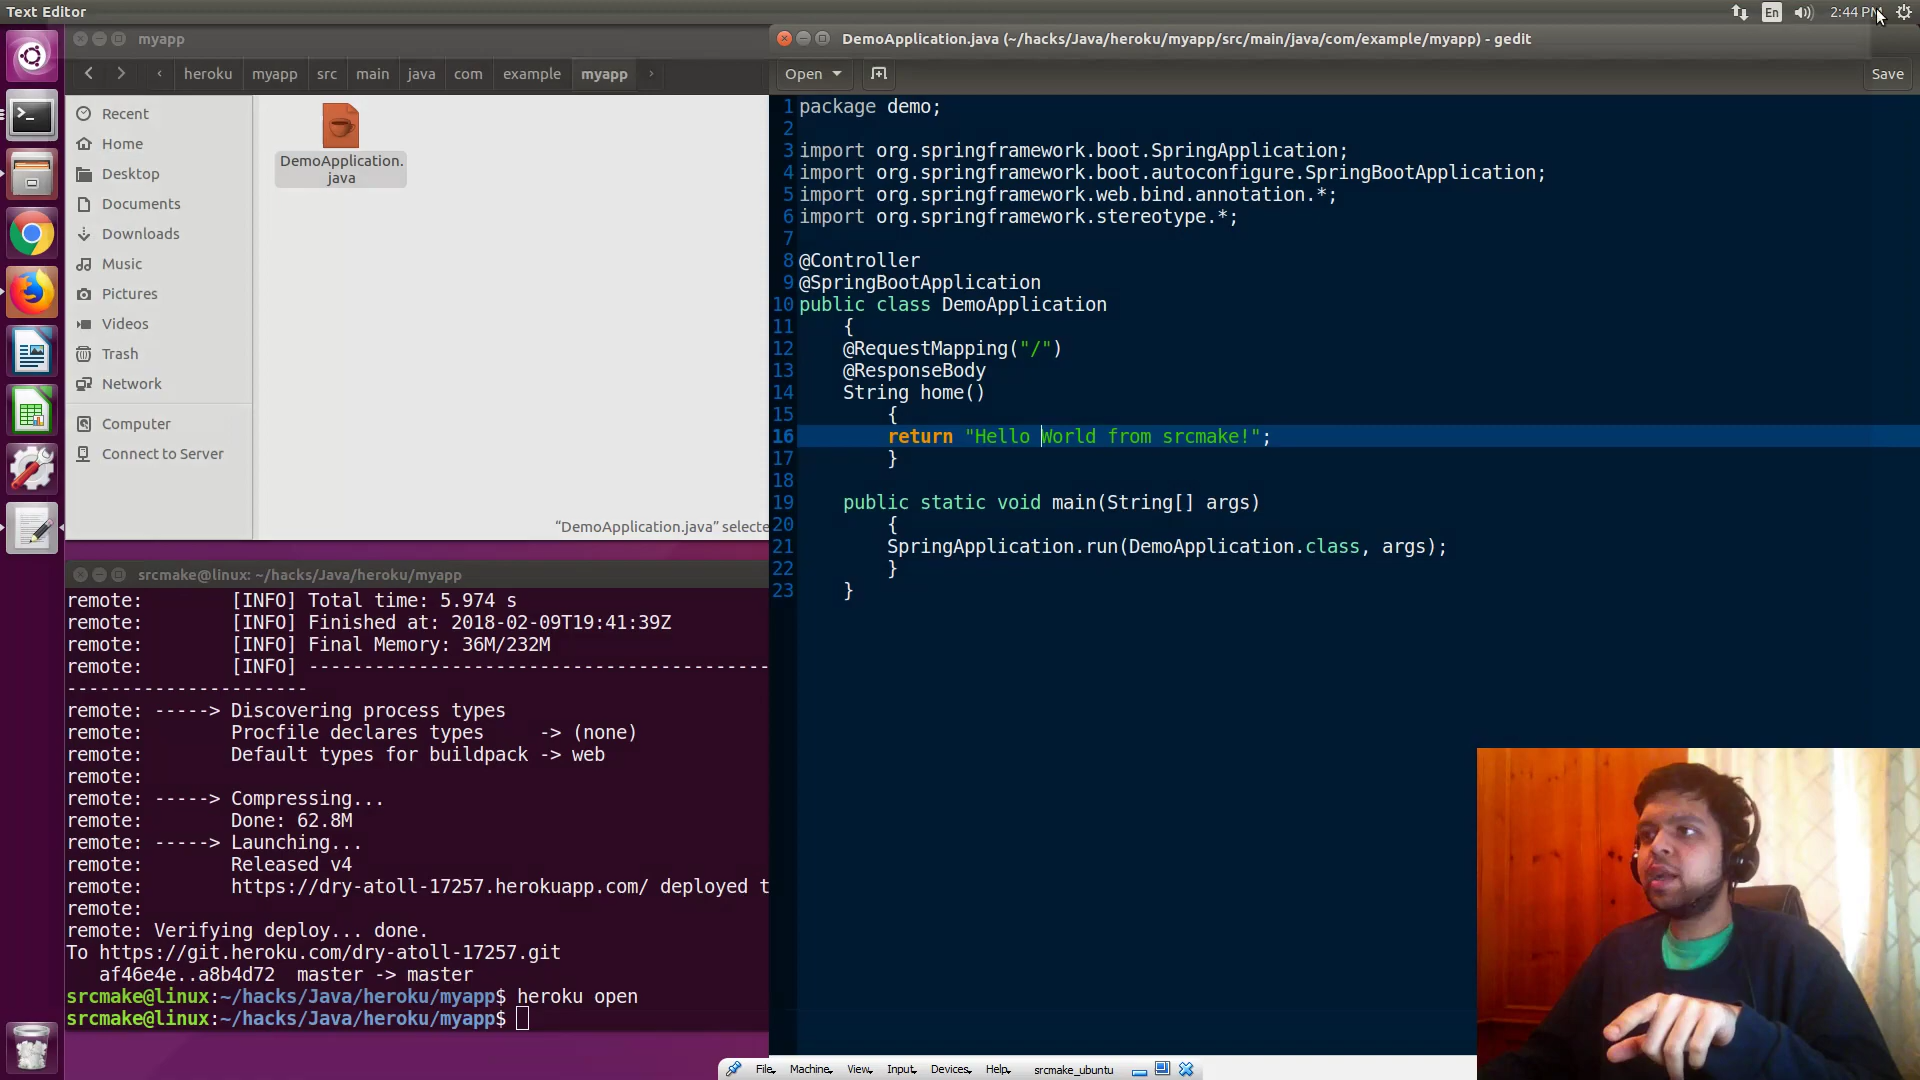 Text Editor
En
2:44 PM
myapp
heroku
myapp
src
main
java
com
example
myapp
Recent
Home
Desktop
Documents
Downloads
Music
Pictures
Videos
Trash
Network
Computer
Connect to Server
DemoApplication.
java
“DemoApplication.java” selecte
DemoApplication.java (~/hacks/Java/heroku/myapp/src/main/java/com/example/myapp) - gedit
Open
Save
1 package demo;
2
3 import org.springframework.boot.SpringApplication;
4 import org.springframework.boot.autoconfigure.SpringBootApplication;
5 import org.springframework.web.bind.annotation.*;
6 import org.springframework.stereotype.*;
7
8 @Controller
9 @SpringBootApplication
10 public class DemoApplication
11 {
12 @RequestMapping("/")
13 @ResponseBody
14 String home()
15 {
16 return "Hello World from srcmake!";
17 }
18
19 public static void main(String[] args)
20 {
21 SpringApplication.run(DemoApplication.class, args);
22 }
23 }
srcmake@linux: ~/hacks/Java/heroku/myapp
remote: [INFO] Total time: 5.974 s
remote: [INFO] Finished at: 2018-02-09T19:41:39Z
remote: [INFO] Final Memory: 36M/232M
remote: [INFO] ------------------------------------------
----------------------
remote: -----> Discovering process types
remote: Procfile declares types -> (none)
remote: Default types for buildpack -> web
remote:
remote: -----> Compressing...
remote: Done: 62.8M
remote: -----> Launching...
remote: Released v4
remote: https://dry-atoll-17257.herokuapp.com/ deployed t
remote:
remote: Verifying deploy... done.
To https://git.heroku.com/dry-atoll-17257.git
af46e4e..a8b4d72 master -> master
srcmake@linux:~/hacks/Java/heroku/myapp$ heroku open
srcmake@linux:~/hacks/Java/heroku/myapp$
File
Machine
View
Input
Devices
Help
srcmake_ubuntu